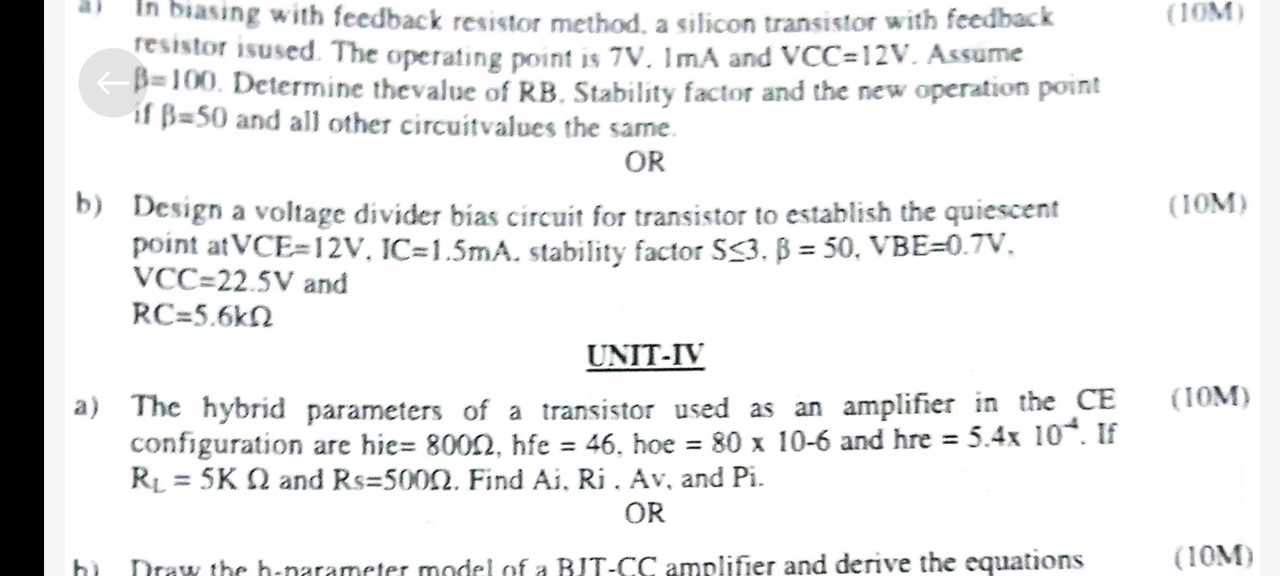 a) In biasing with feedback resistor method, a silicon transistor with feedback (10M)
resistor isused. The operating point is 7V, 1mA and VCC=12V. Assume
β=100. Determine thevalue of RB, Stability factor and the new operation point
if β=50 and all other circuitvalues the same.
OR
b) Design a voltage divider bias circuit for transistor to establish the quiescent (10M)
point at VCE=12V, IC=1.5mA, stability factor S≤3, β = 50, VBE=0.7V,
VCC=22.5V and
RC=5.6kΩ
UNIT-IV
a) The hybrid parameters of a transistor used as an amplifier in the CE (10M)
configuration are hie= 800Ω, hfe = 46, hoe = 80 x 10-6 and hre = 5.4x 10⁻⁴. If
R_L = 5K Ω and Rs=500Ω. Find Ai, Ri , Av, and Pi.
OR
b) Draw the h-parameter model of a BJT-CC amplifier and derive the equations (10M)